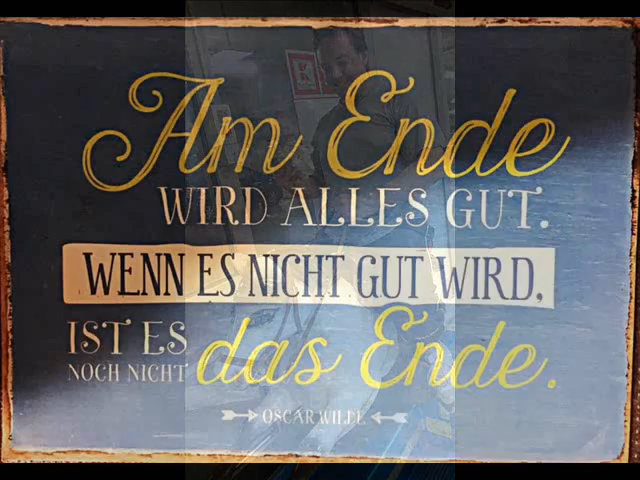 Am Ende
WIRD ALLES GUT.
WENN ES NICHT GUT WIRD,
IST ES
NOCH NICHT das Ende.
OSCAR WILDE